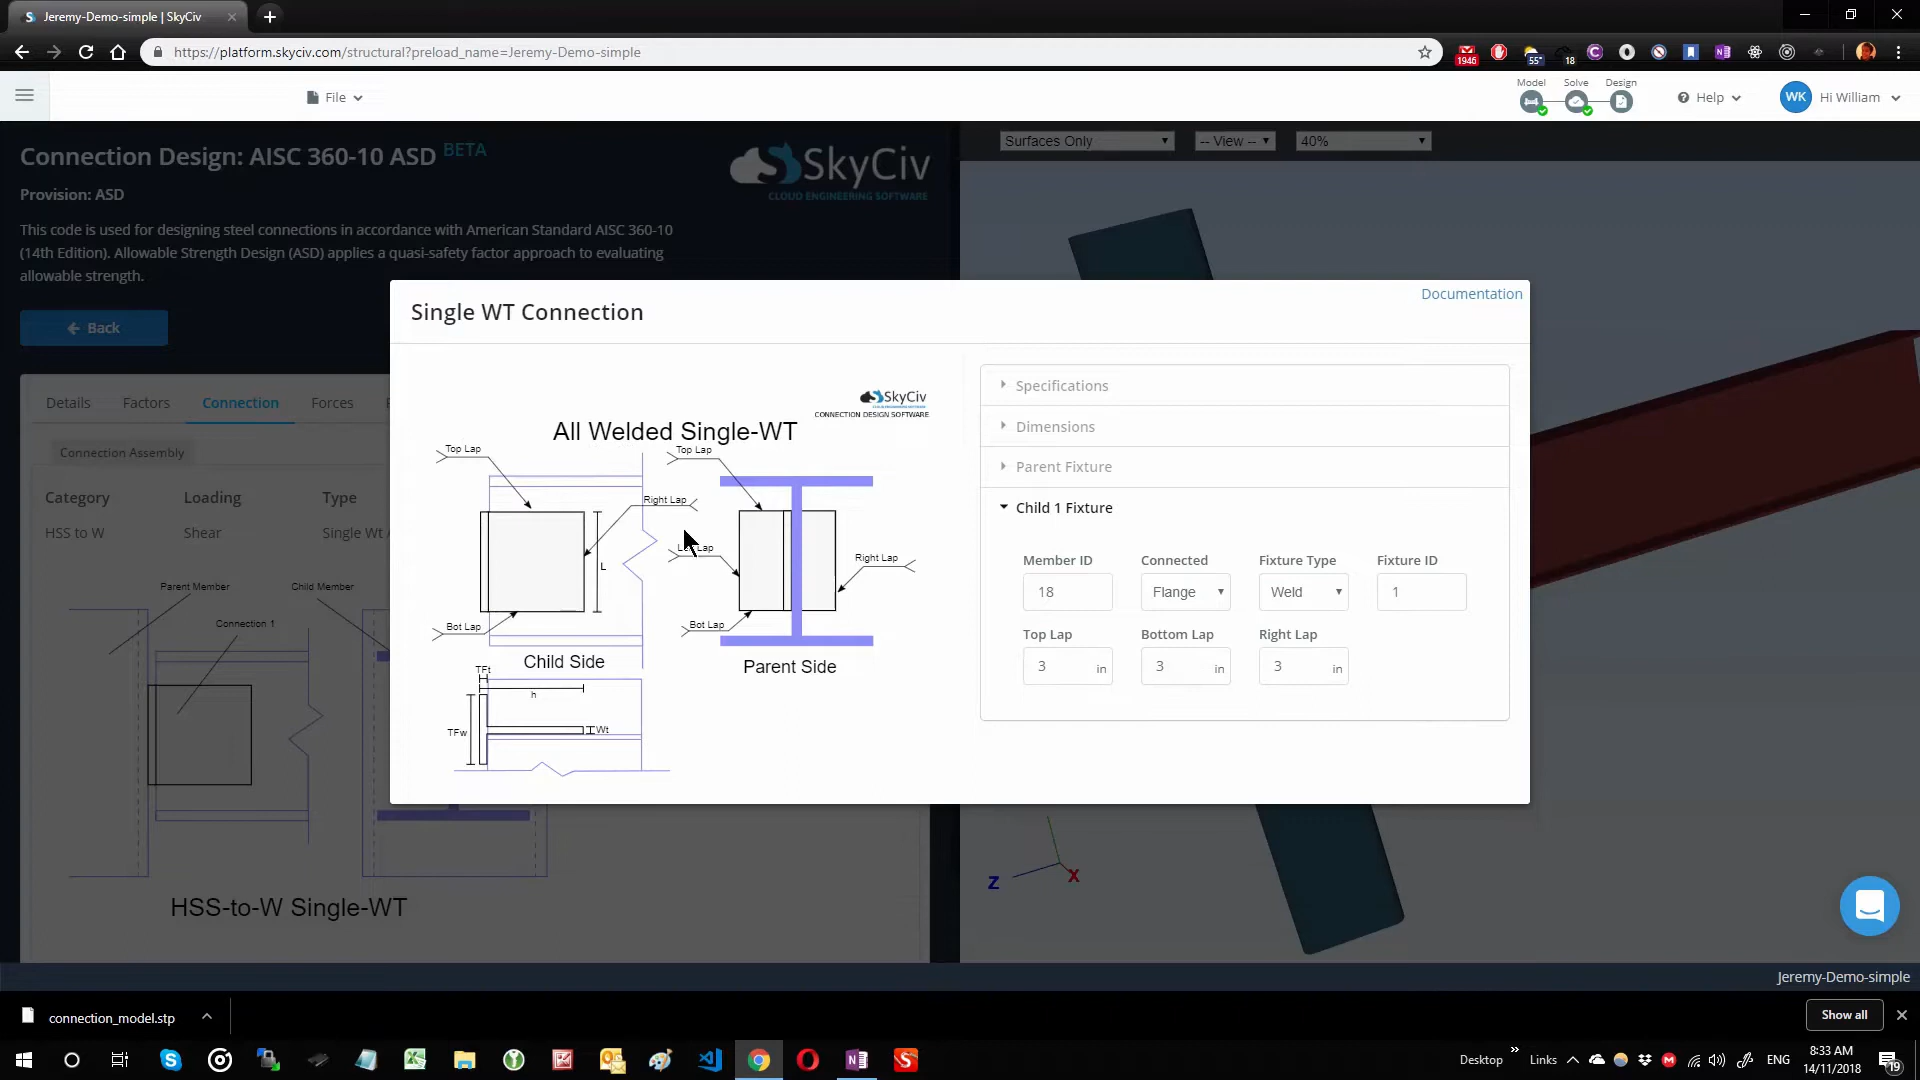 Jeremy-Demo-simple | SkyCiv
https://platform.skyciv.com/structural?preload_name=Jeremy-Demo-simple
1946
55°
18
File
Model
Solve
Design
Help
WK
Hi William
Connection Design: AISC 360-10 ASD BETA
SkyCiv
CLOUD ENGINEERING SOFTWARE
Provision: ASD
This code is used for designing steel connections in accordance with American Standard AISC 360-10
(14th Edition). Allowable Strength Design (ASD) applies a quasi-safety factor approach to evaluating
allowable strength.
Back
Surfaces Only
-- View --
40%
Details
Factors
Connection
Forces
Connection Assembly
Category
Loading
Type
HSS to W
Shear
Single Wt
Parent Member
Child Member
Connection 1
HSS-to-W Single-WT
Single WT Connection
Documentation
SkyCiv
CONNECTION DESIGN SOFTWARE
All Welded Single-WT
Top Lap
Top Lap
Right Lap
L
Right Lap
Bot Lap
Bot Lap
Child Side
Parent Side
TFt
h
TFw
Wt
Specifications
Dimensions
Parent Fixture
Child 1 Fixture
Member ID
Connected
Fixture Type
Fixture ID
18
Flange
Weld
1
Top Lap
Bottom Lap
Right Lap
3 in
3 in
3 in
Z
X
Jeremy-Demo-simple
connection_model.stp
Show all
Desktop
Links
ENG
8:33 AM
14/11/2018
19